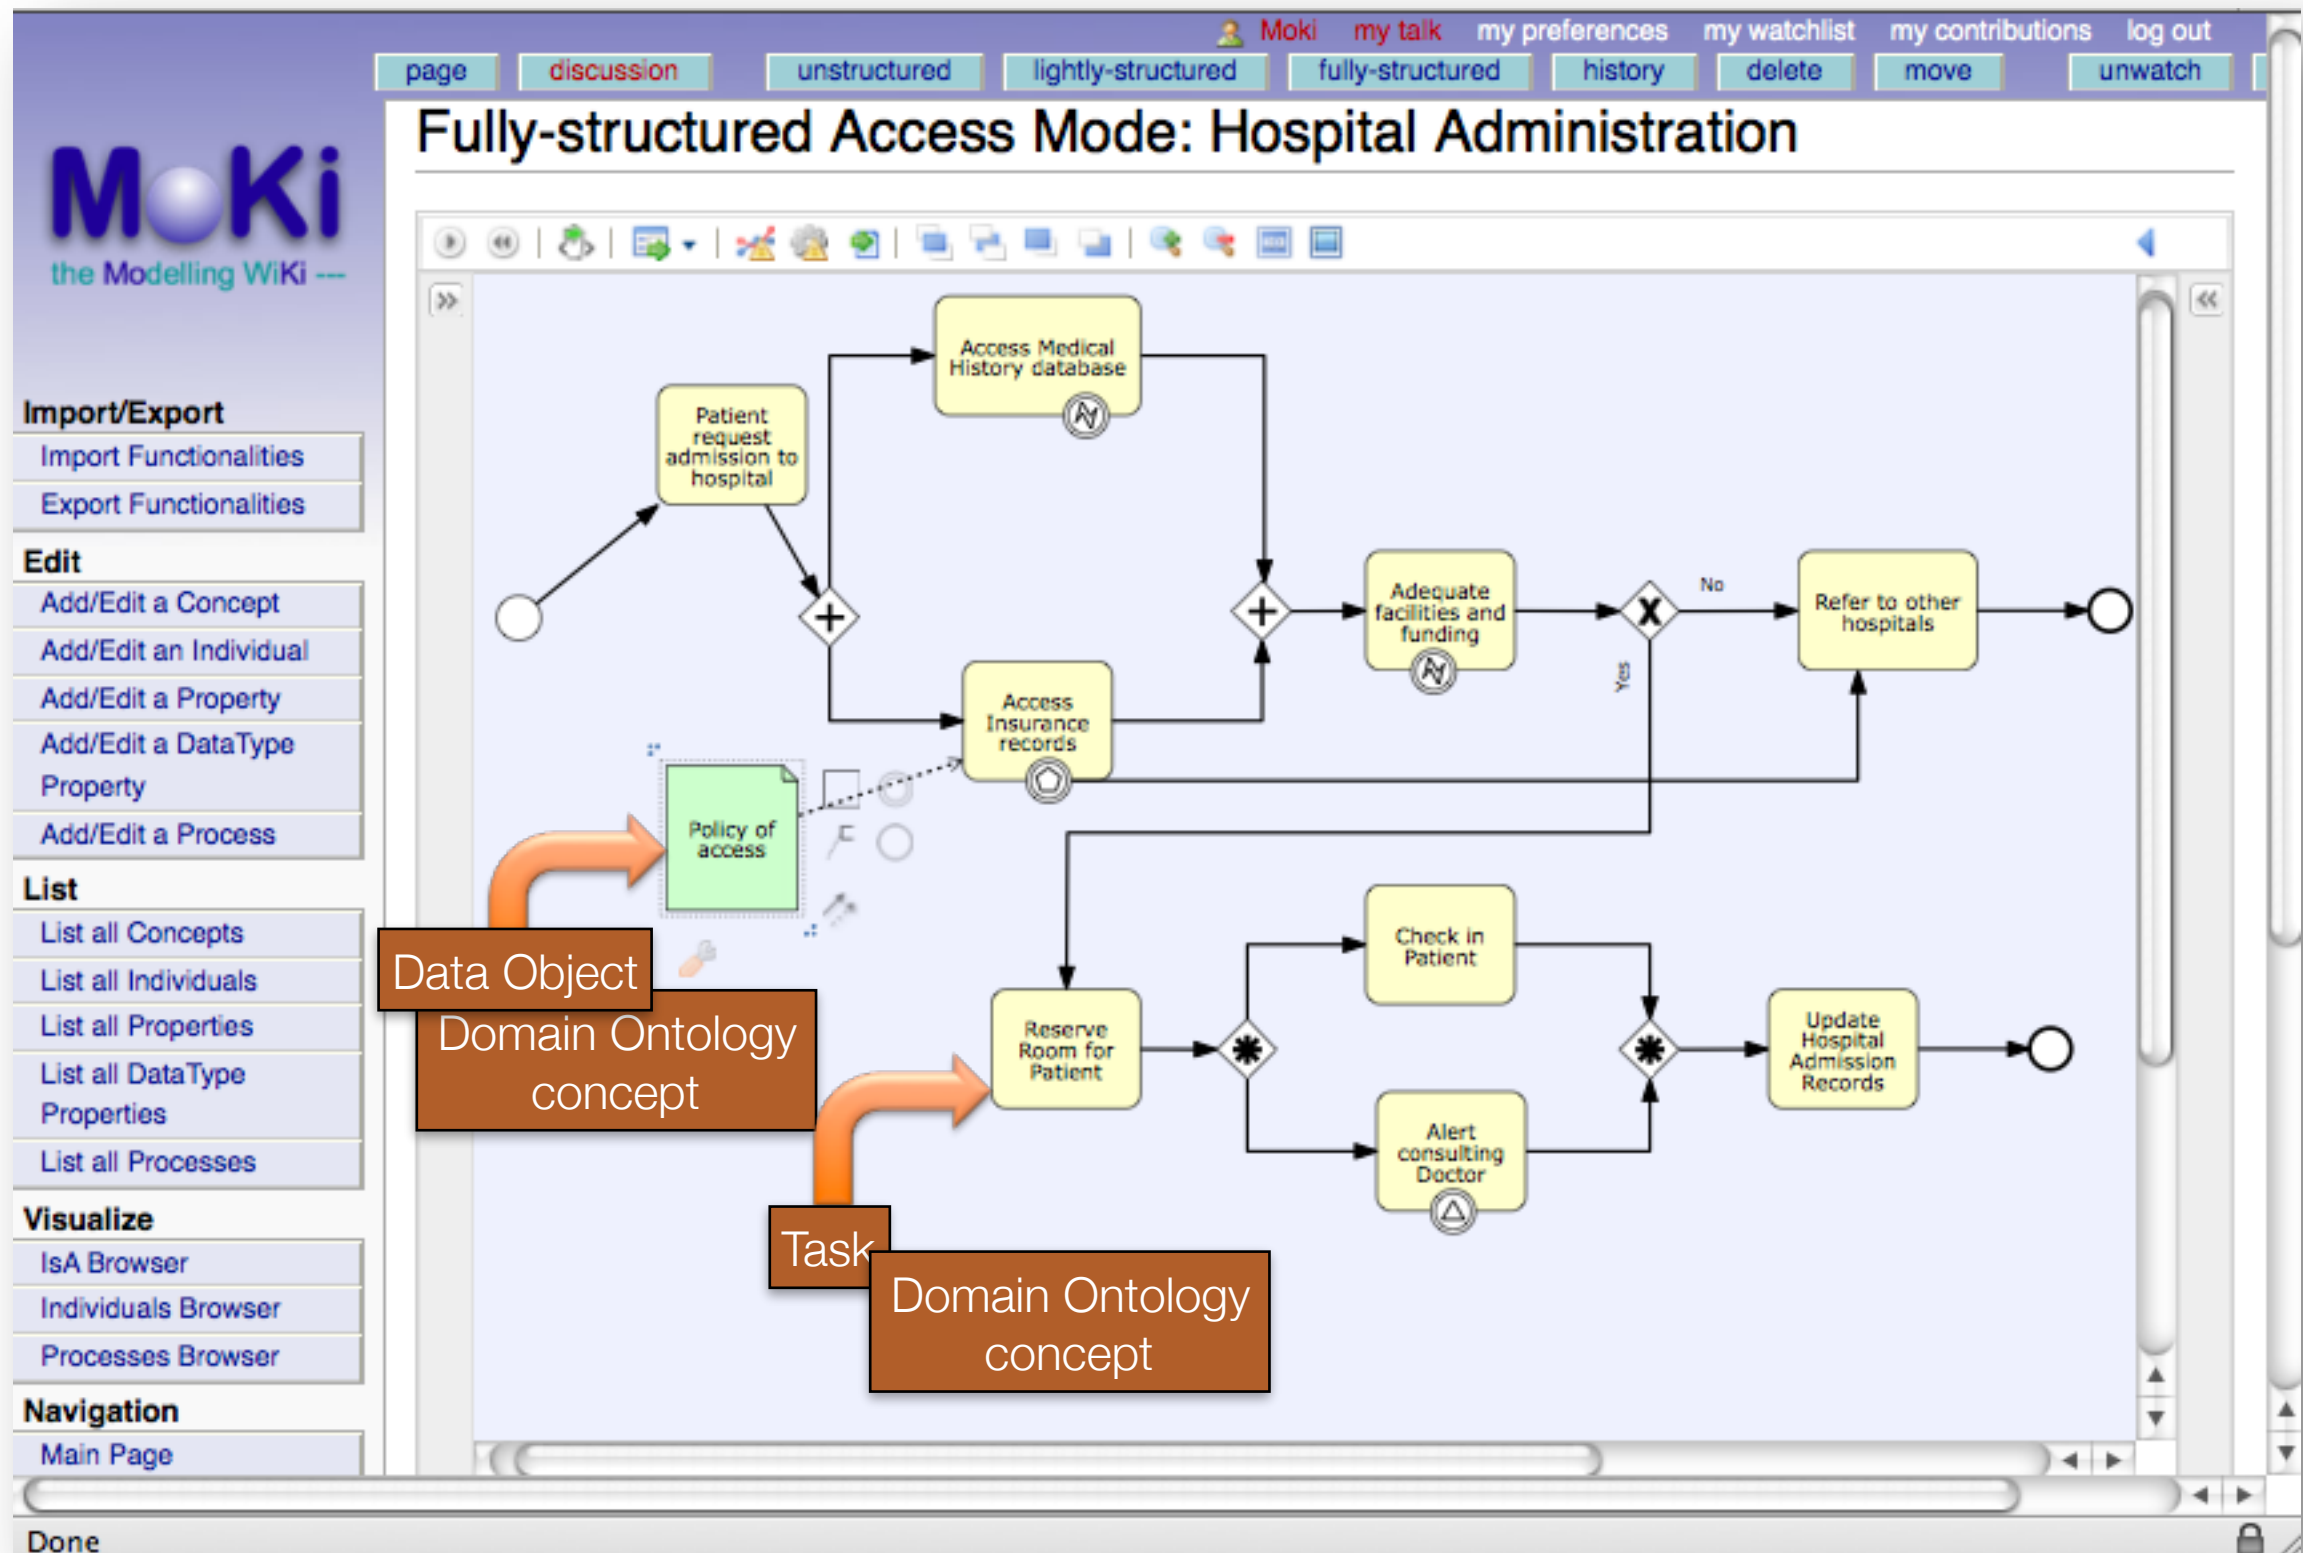 Moki my talk my preferences my watchlist my contributions log out
page discussion unstructured lightly-structured fully-structured history delete move unwatch
MoKi
the Modelling WiKi ---
Fully-structured Access Mode: Hospital Administration
Import/Export
Import Functionalities
Export Functionalities
Edit
Add/Edit a Concept
Add/Edit an Individual
Add/Edit a Property
Add/Edit a DataType
Property
Add/Edit a Process
List
List all Concepts
List all Individuals
List all Properties
List all DataType
Properties
List all Processes
Visualize
IsA Browser
Individuals Browser
Processes Browser
Navigation
Main Page
Patient
request
admission to
hospital
Access Medical
History database
Access
Insurance
records
Adequate
facilities and
funding
No
Yes
Refer to other
hospitals
Policy of
access
Data Object
Domain Ontology
concept
Reserve
Room for
Patient
Check in
Patient
Alert
consulting
Doctor
Update
Hospital
Admission
Records
Task
Domain Ontology
concept
Done